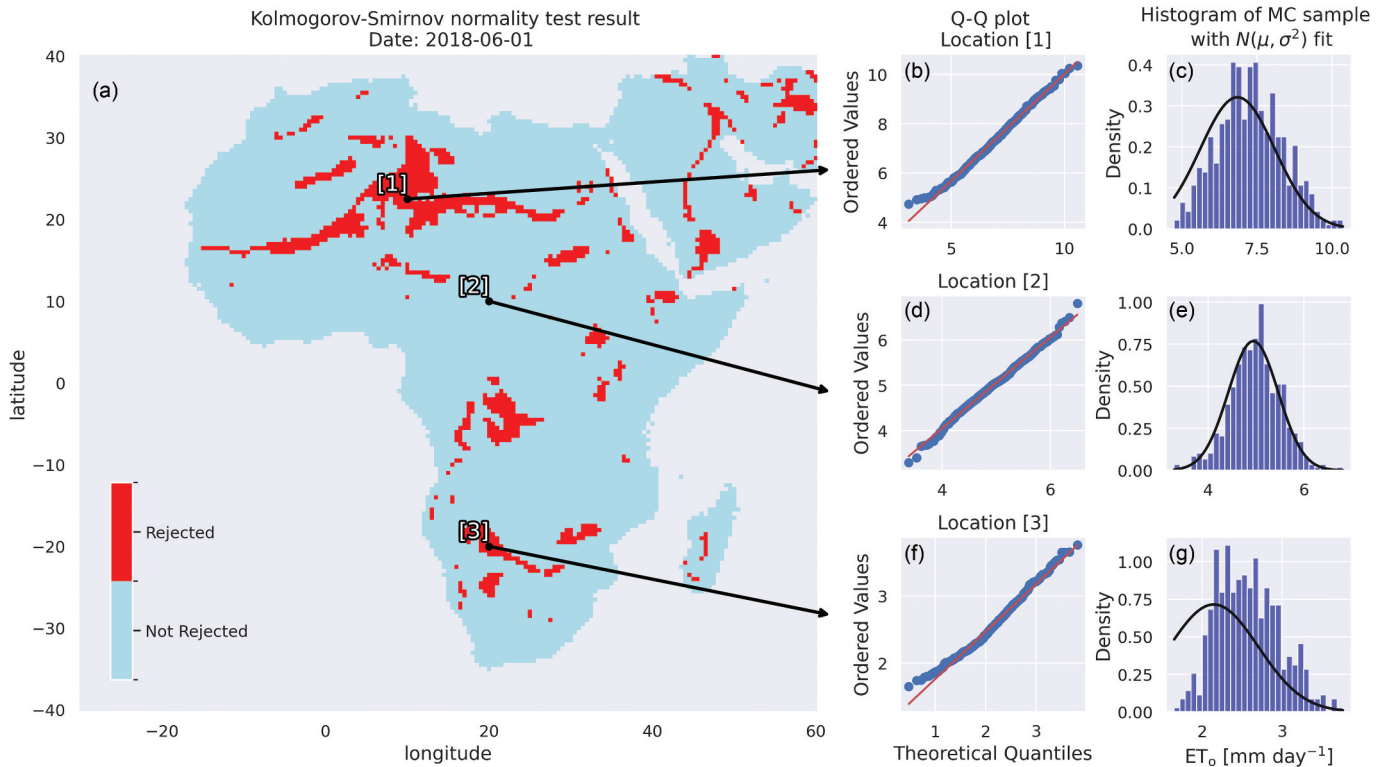 Kolmogorov-Smirnov normality test result
Date: 2018-06-01
(a)
40
30
20
10
0
−10
−20
−30
−40
latitude
−20
0
20
40
60
longitude
[1]
[2]
[3]
Rejected
Not Rejected
Q-Q plot
Location [1]
(b)
10
8
6
4
Ordered Values
5
10
Histogram of MC sample
with N(μ, σ²) fit
(c)
0.4
0.3
0.2
0.1
0.0
Density
5.0
7.5
10.0
Location [2]
(d)
6
5
4
Ordered Values
4
6
(e)
1.00
0.75
0.50
0.25
0.00
Density
4
6
Location [3]
(f)
3
2
Ordered Values
1
2
3
Theoretical Quantiles
(g)
1.00
0.75
0.50
0.25
0.00
Density
2
3
ETₒ [mm day⁻¹]